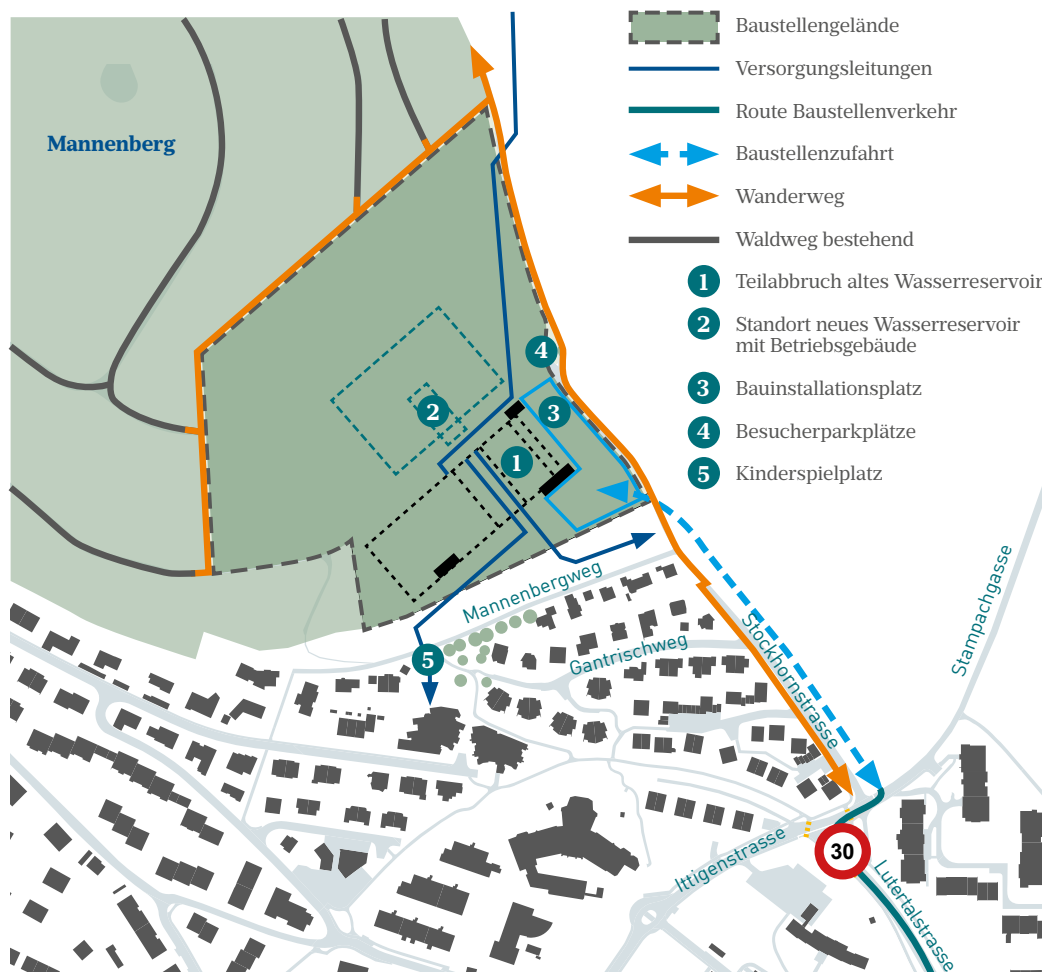 Baustellengelände
Versorgungsleitungen
Route Baustellenverkehr
Baustellenzufahrt
Wanderweg
Waldweg bestehend
1 Teilabbruch altes Wasserreservoir
2 Standort neues Wasserreservoir
mit Betriebsgebäude
3 Bauinstallationsplatz
4 Besucherparkplätze
5 Kinderspielplatz
Mannenberg
4
3
2
1
5
Mannenbergweg
Gantrischweg
Stockhornstrasse
Stampachgasse
Ittigenstrasse
30
Lutertalstrasse